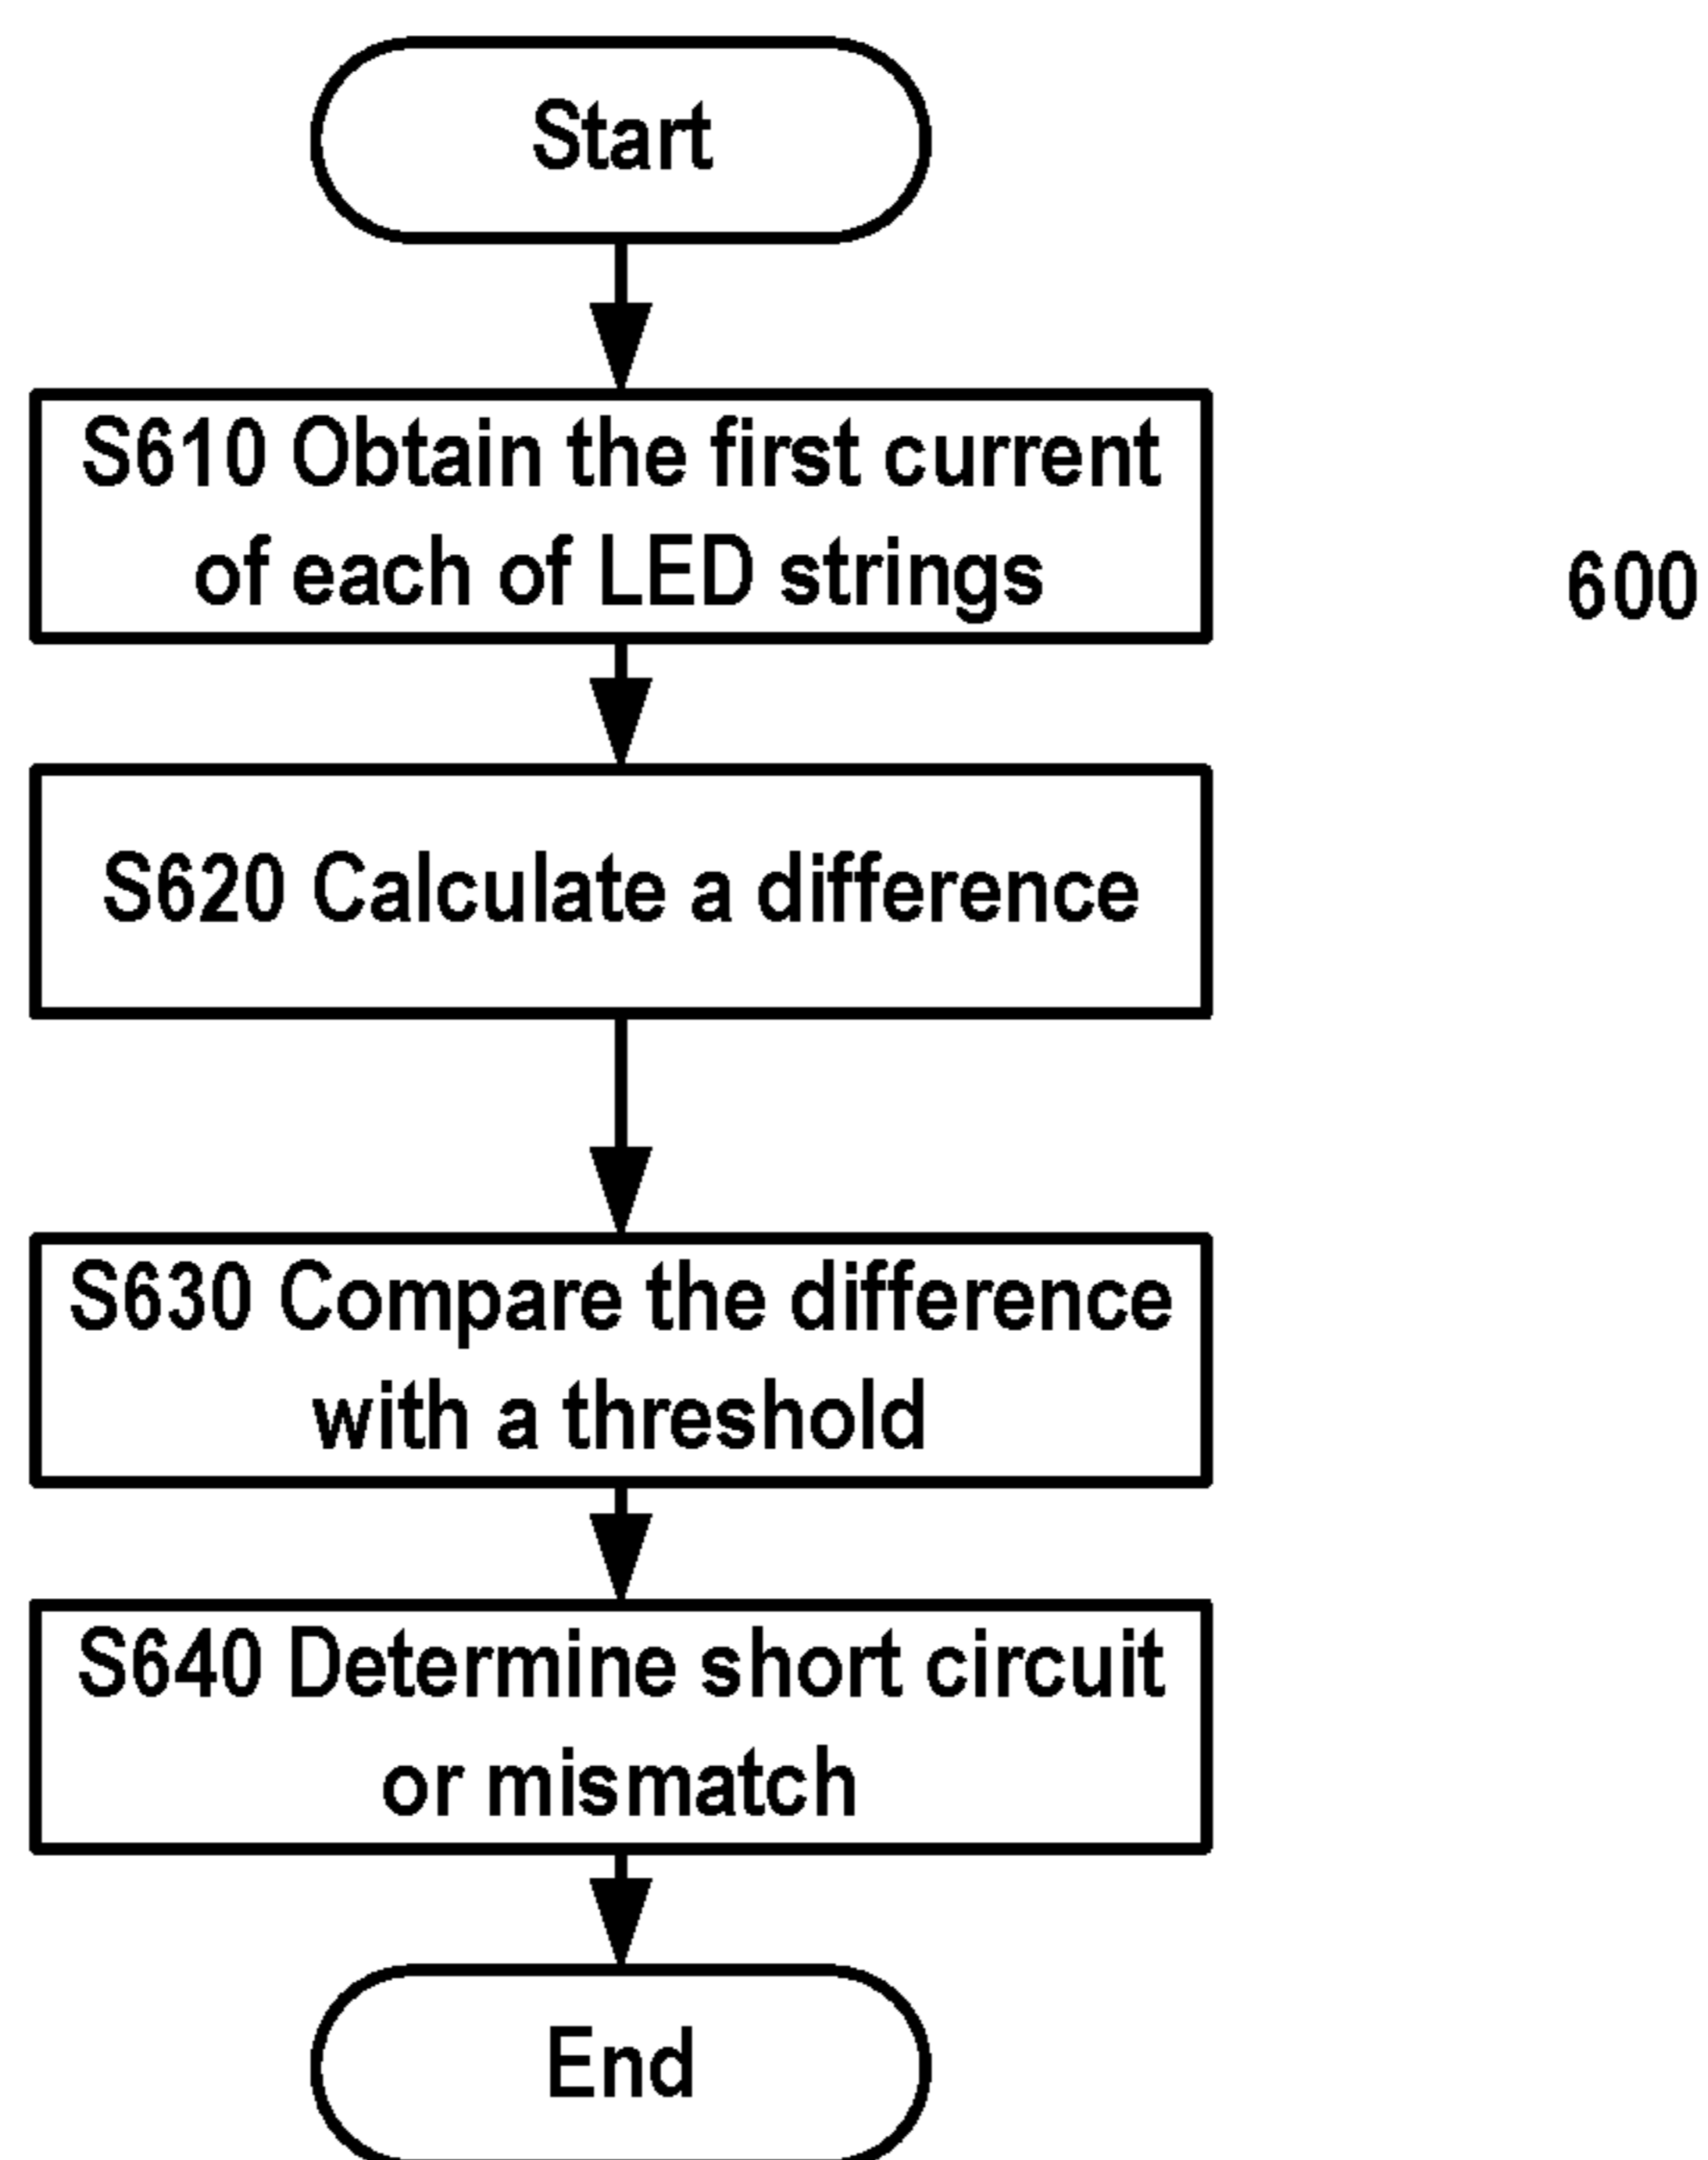 Start
S610 Obtain the first current
of each of LED strings
600
S620 Calculate a difference
S630 Compare the difference
with a threshold
S640 Determine short circuit
or mismatch
End